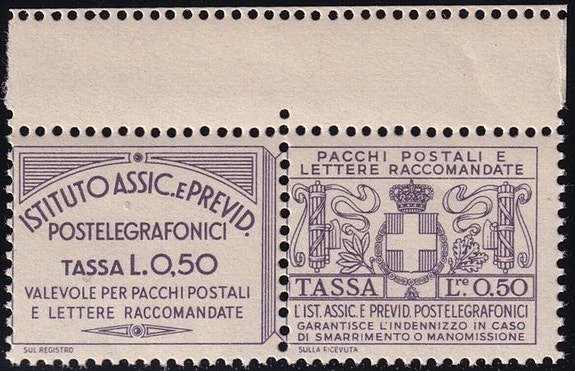 ISTITUTO ASSIC. E PREVID.
POSTELEGRAFONICI
TASSA L. 0,50
VALEVOLE PER PACCHI POSTALI
E LETTERE RACCOMANDATE
SUL REGISTRO
PACCHI POSTALI E
LETTERE RACCOMANDATE
TASSA Lre 0,50
L'IST. ASSIC. E PREVID. POSTELEGRAFONICI
GARANTISCE L'INDENNIZZO IN CASO
DI SMARRIMENTO O MANOMISSIONE
SULLA RICEVUTA